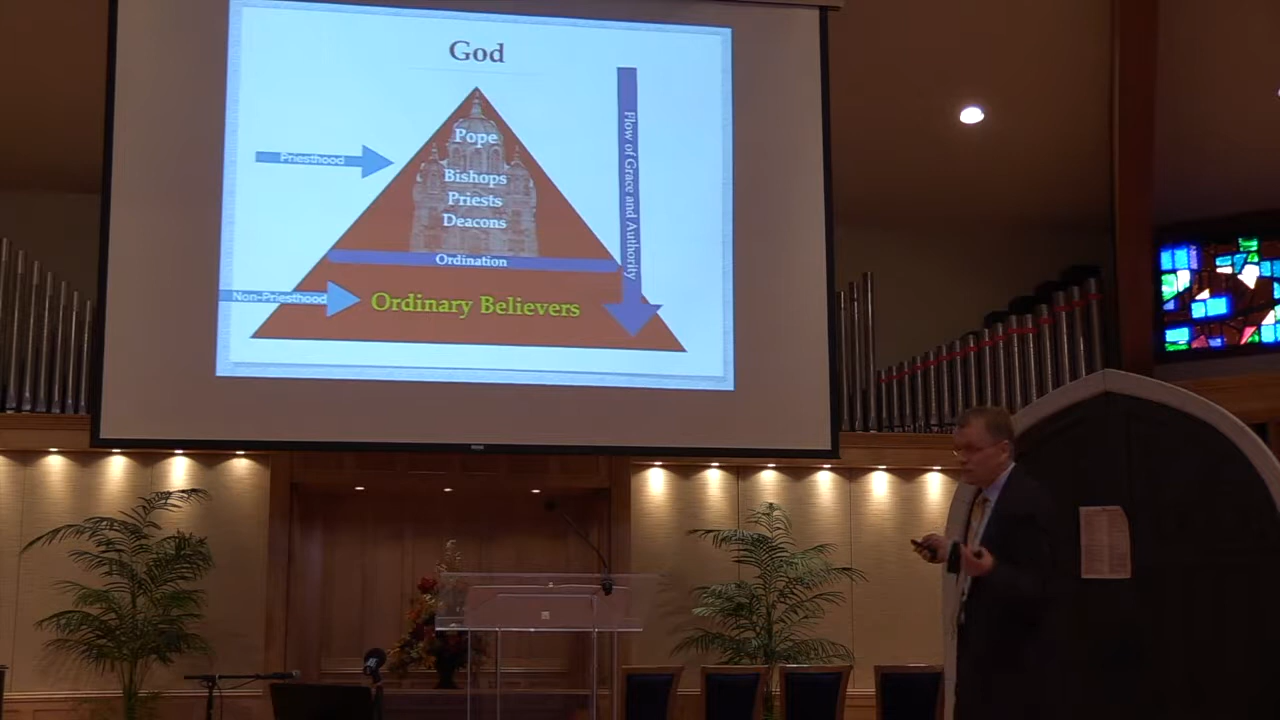 God
Pope
Priesthood
Bishops
Priests
Deacons
Ordination
Non-Priesthood
Ordinary Believers
Flow of Grace and Authority